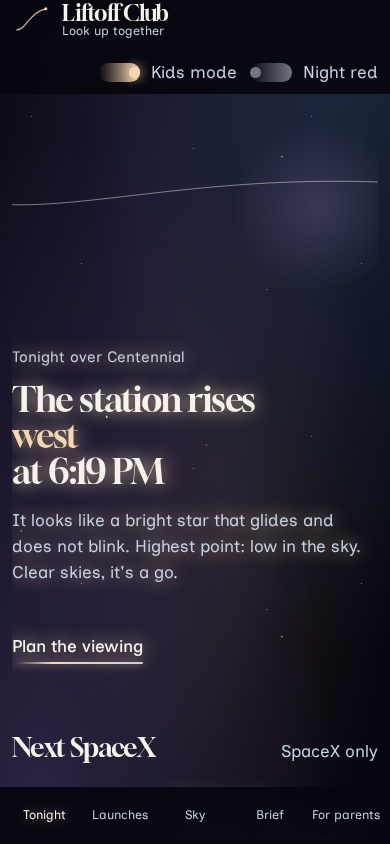 Liftoff Club
Look up together
Kids mode
Night red
Tonight over Centennial
The station rises
west
at 6:19 PM
It looks like a bright star that glides and
does not blink. Highest point: low in the sky.
Clear skies, it's a go.
Plan the viewing
Next SpaceX
SpaceX only
Tonight
Launches
Sky
Brief
For parents